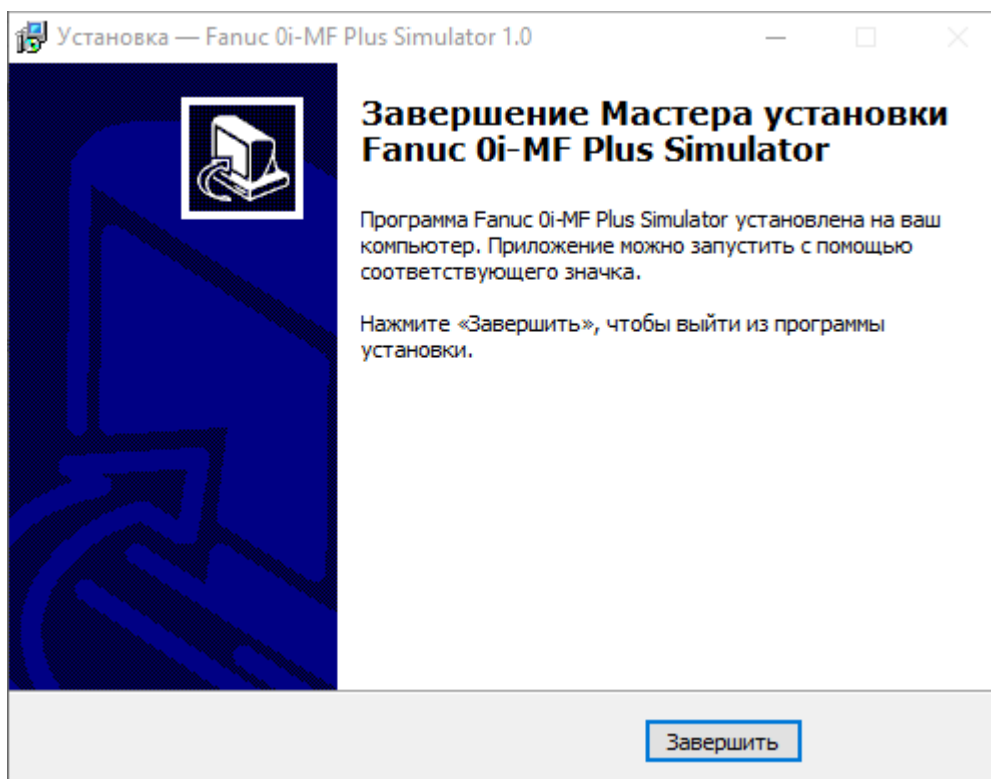 Установка — Fanuc 0i-MF Plus Simulator 1.0
Завершение Мастера установки
Fanuc 0i-MF Plus Simulator
Программа Fanuc 0i-MF Plus Simulator установлена на ваш
компьютер. Приложение можно запустить с помощью
соответствующего значка.
Нажмите «Завершить», чтобы выйти из программы
установки.
Завершить